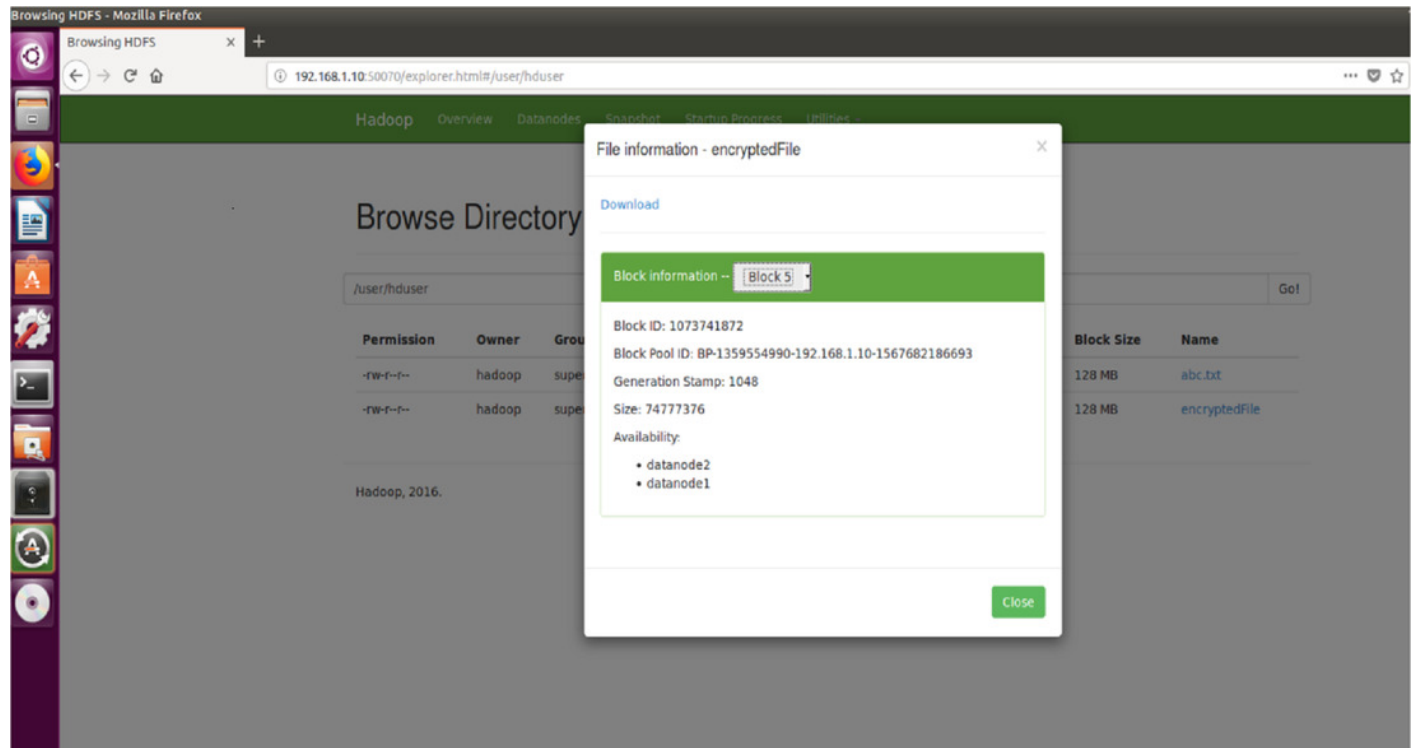 Browsing HDFS - Mozilla Firefox
Browsing HDFS × +
192.168.1.10:50070/explorer.html#/user/hduser
Hadoop Overview Datanodes Snapshot Startup Progress Utilities
File information - encryptedFile ×
Download
Browse Directory
Block information -- Block 5
/user/hduser Go!
Block ID: 1073741872
Permission Owner Grou Block Size Name
Block Pool ID: BP-1359554990-192.168.1.10-1567682186693
-rw-r--r-- hadoop supe 128 MB abc.txt
Generation Stamp: 1048
-rw-r--r-- hadoop supe 128 MB encryptedFile
Size: 74777376
Availability:
• datanode2
• datanode1
Hadoop, 2016.
Close